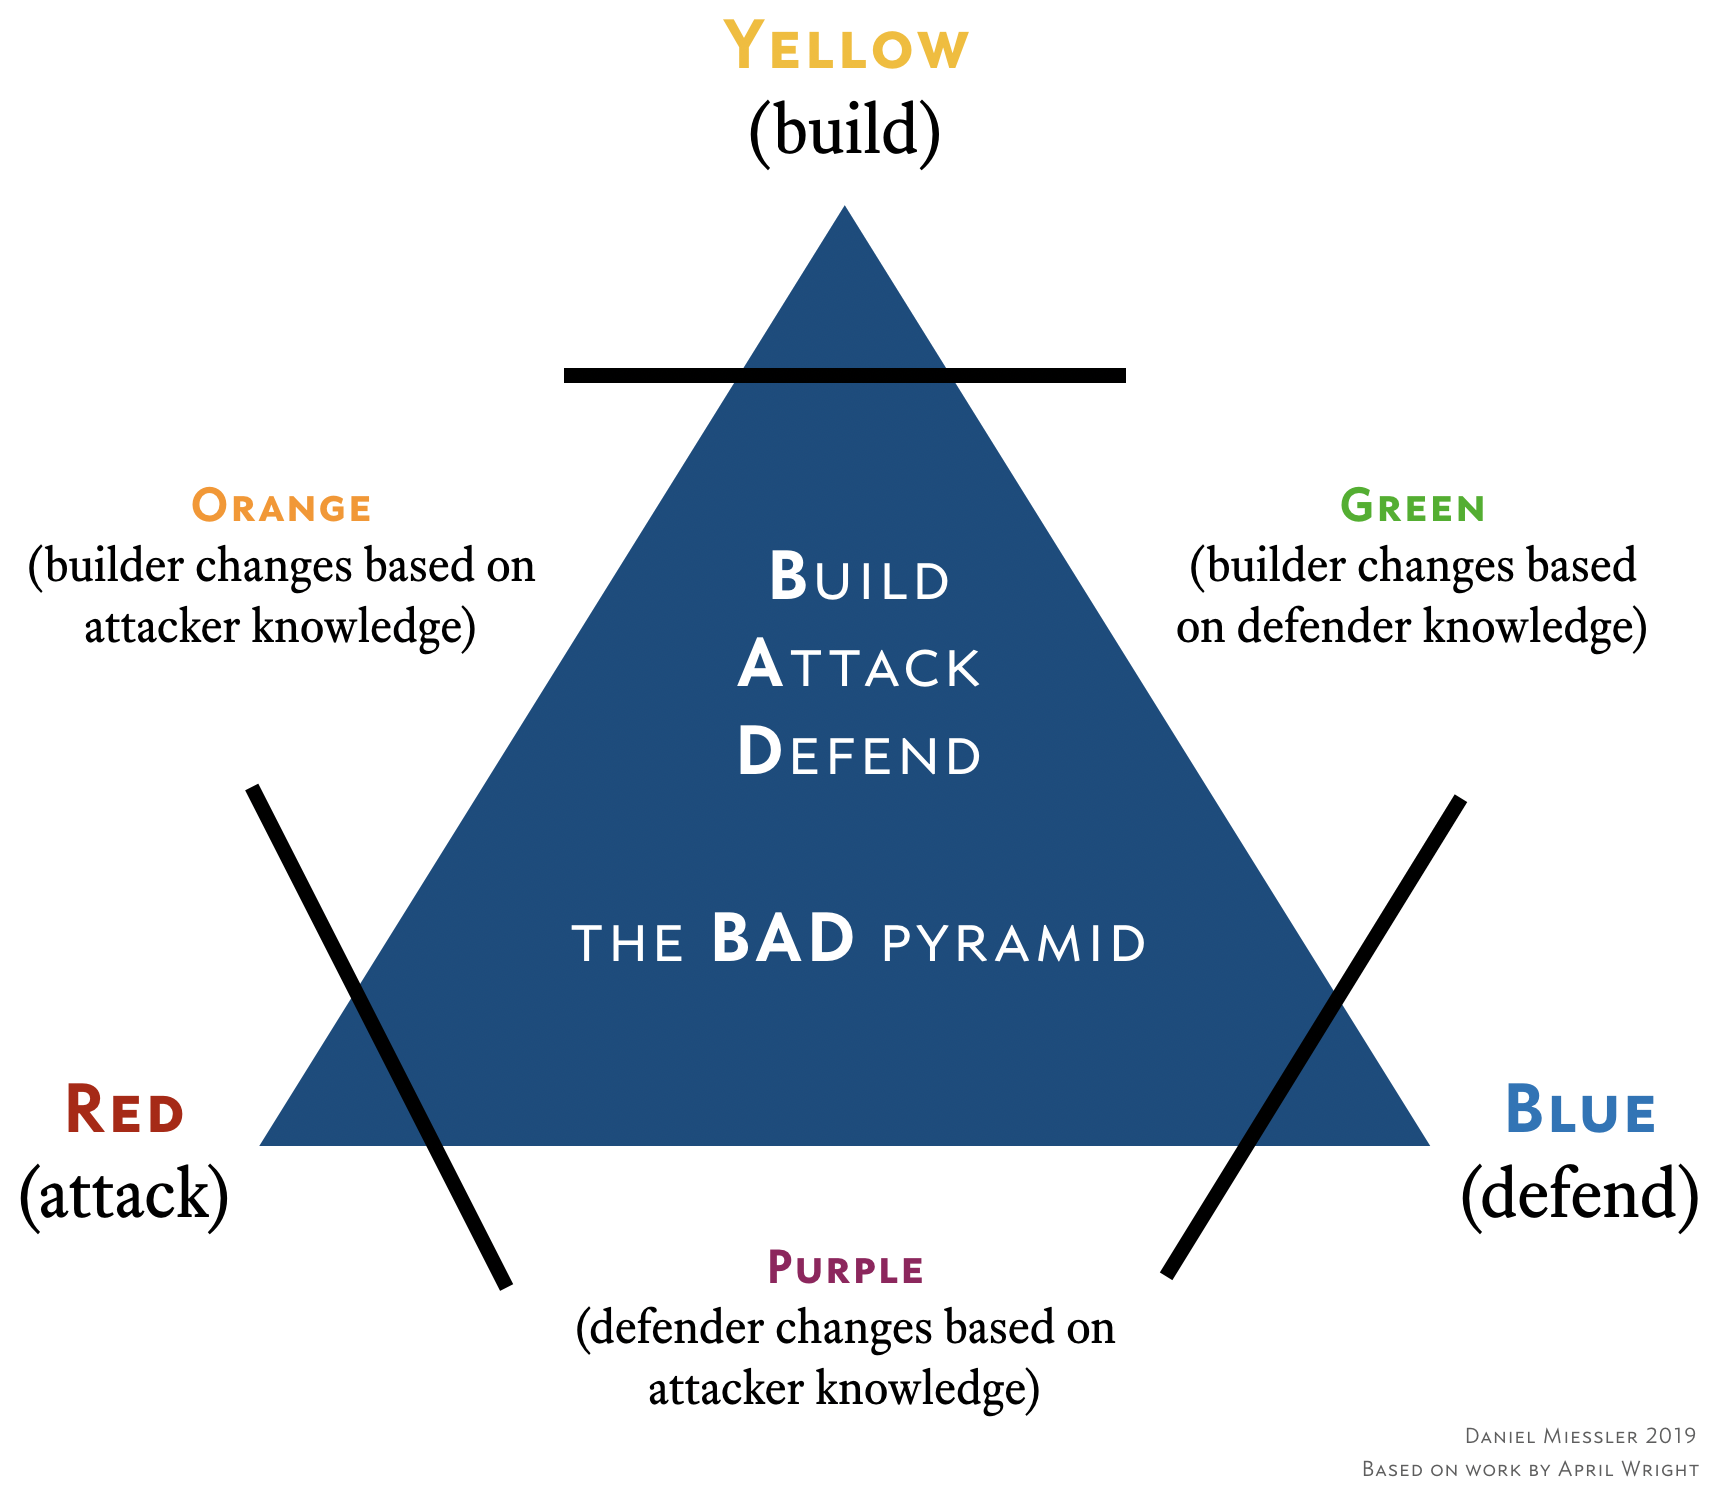 YELLOW
(build)
ORANGE
(builder changes based on
attacker knowledge)
GREEN
(builder changes based
on defender knowledge)
BUILD
ATTACK
DEFEND
THE BAD PYRAMID
RED
(attack)
BLUE
(defend)
PURPLE
(defender changes based on
attacker knowledge)
DANIEL MIESSLER 2019
BASED ON WORK BY APRIL WRIGHT